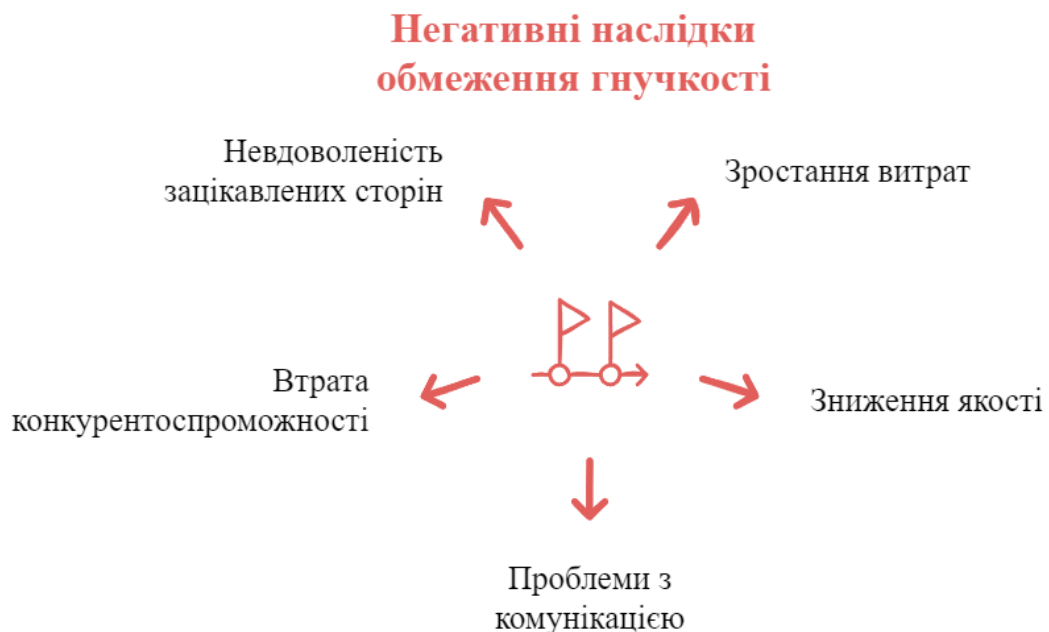 Негативні наслідки
обмеження гнучкості
Невдоволеність
зацікавлених сторін
Зростання витрат
Втрата
конкурентоспроможності
Зниження якості
Проблеми з
комунікацією